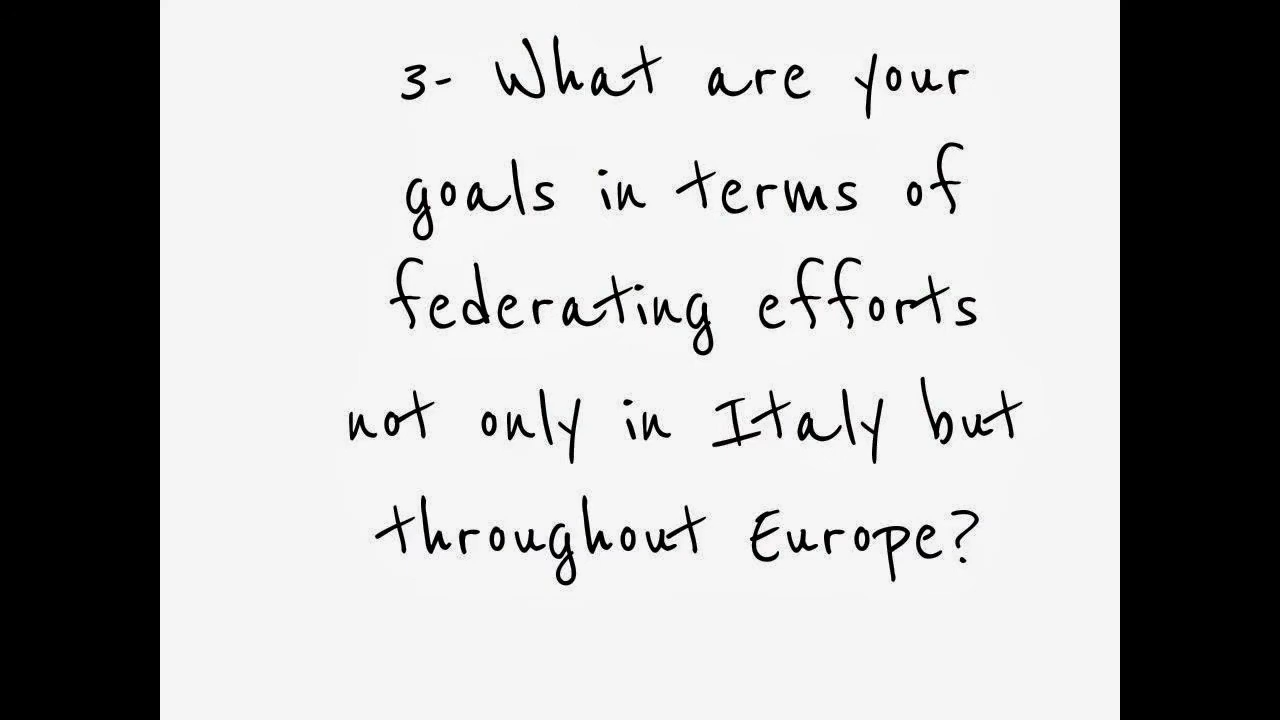 3- What are your
goals in terms of
federating efforts
not only in Italy but
throughout Europe?